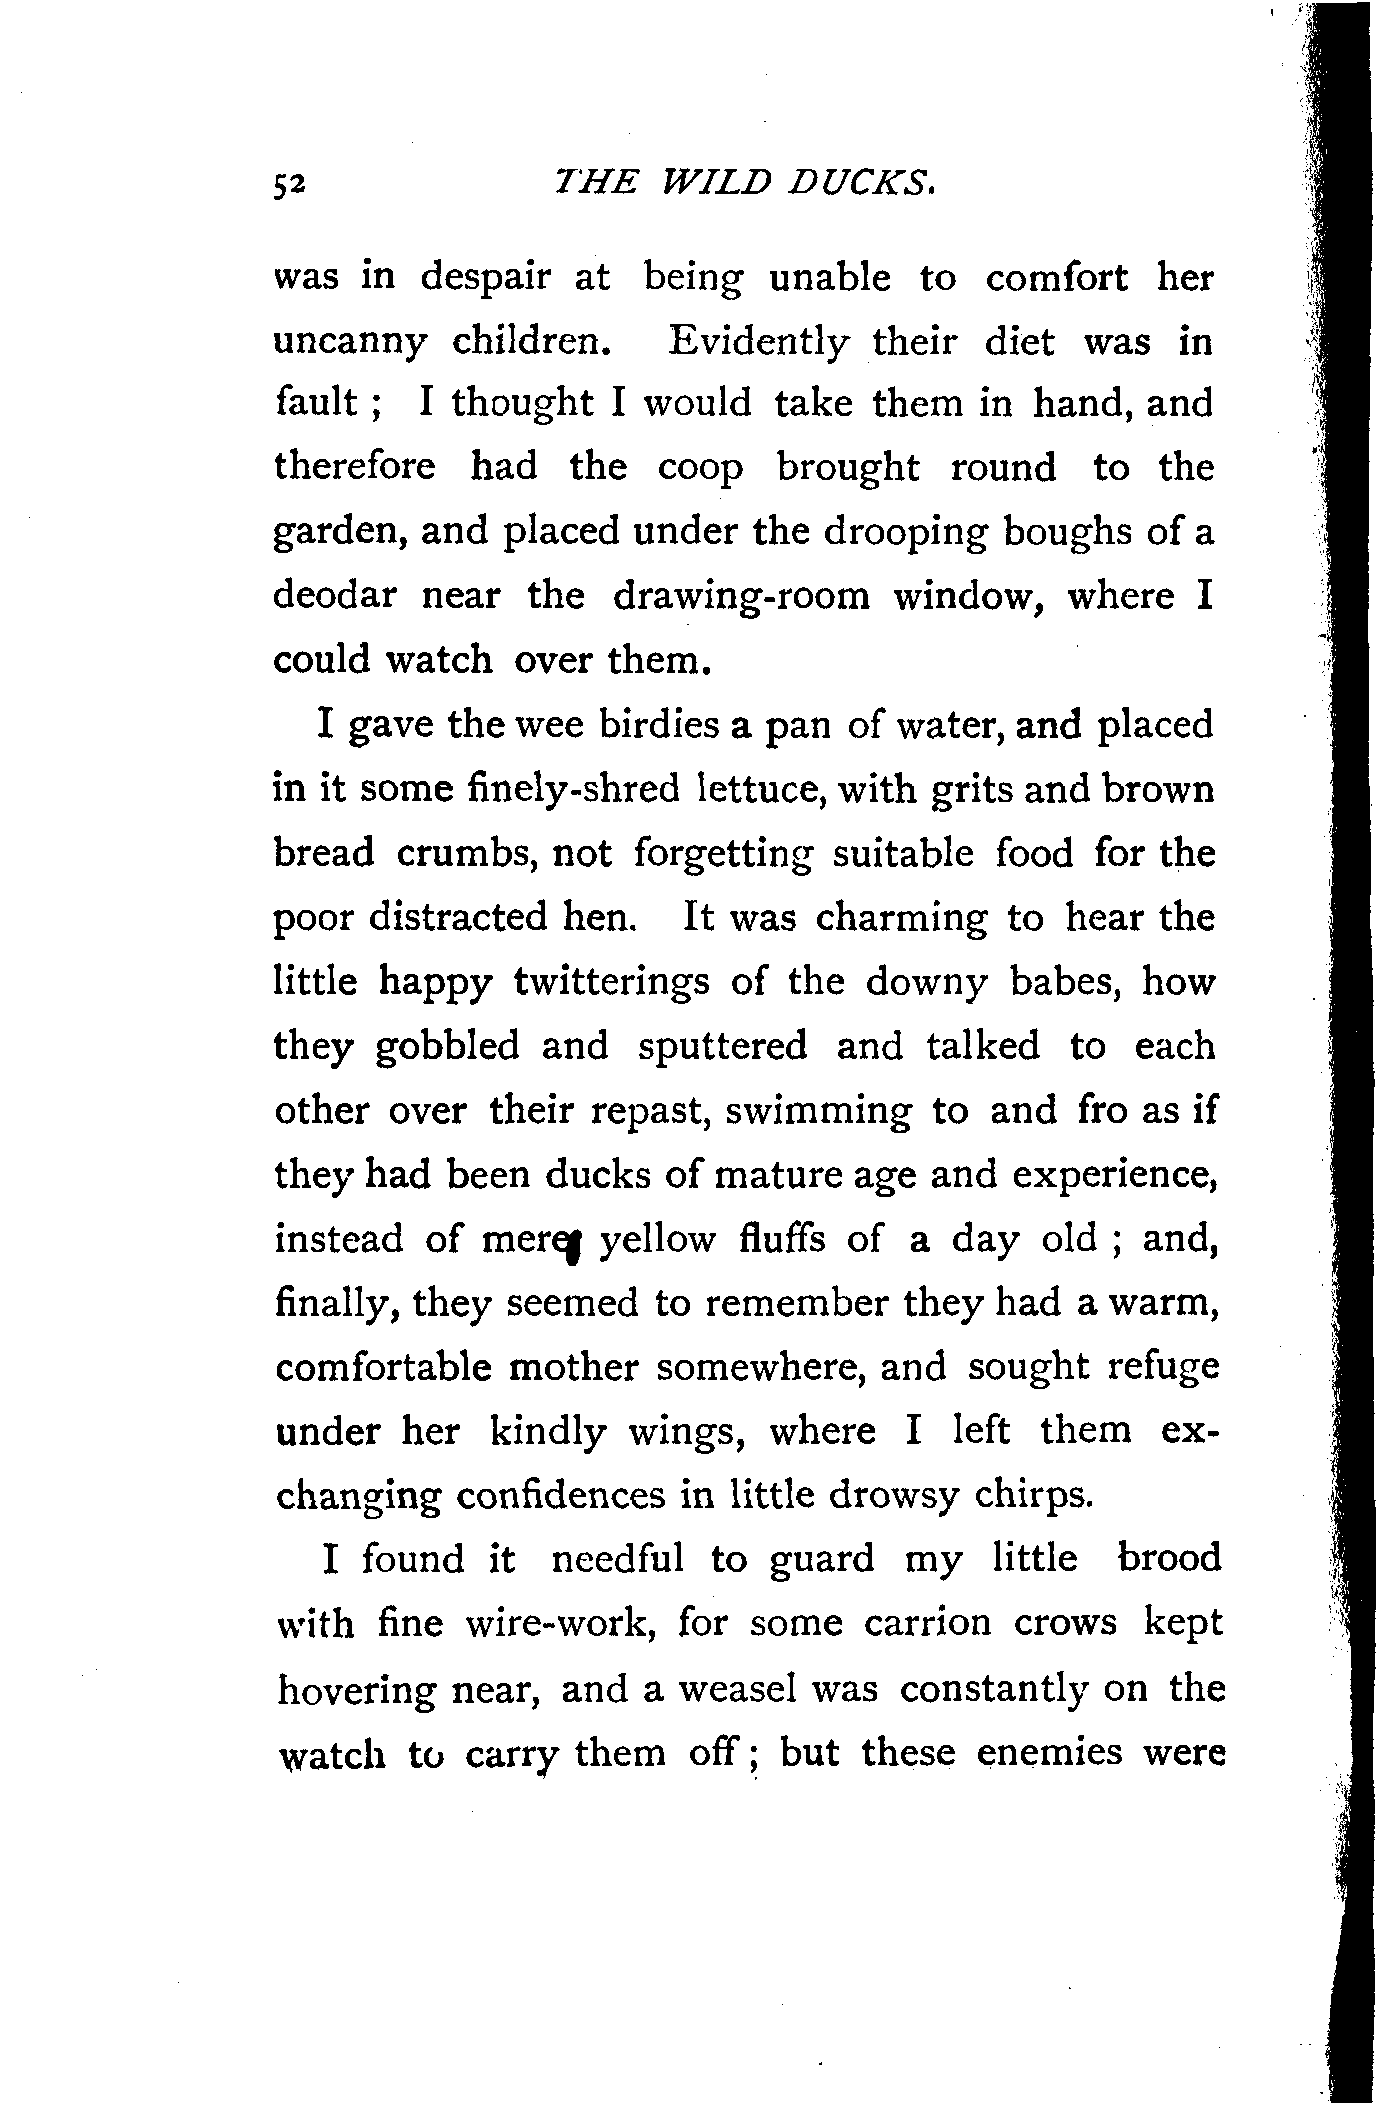 52 THE WILD DUCKS.
was in despair at being unable to comfort her
uncanny children. Evidently their diet was in
fault ; I thought I would take them in hand, and
therefore had the coop brought round to the
garden, and placed under the drooping boughs of a
deodar near the drawing-room window, where I
could watch over them.
I gave the wee birdies a pan of water, and placed
in it some finely-shred lettuce, with grits and brown
bread crumbs, not forgetting suitable food for the
poor distracted hen. It was charming to hear the
little happy twitterings of the downy babes, how
they gobbled and sputtered and talked to each
other over their repast, swimming to and fro as if
they had been ducks of mature age and experience,
instead of mere yellow fluffs of a day old ; and,
finally, they seemed to remember they had a warm,
comfortable mother somewhere, and sought refuge
under her kindly wings, where I left them ex-
changing confidences in little drowsy chirps.
I found it needful to guard my little brood
with fine wire-work, for some carrion crows kept
hovering near, and a weasel was constantly on the
watch to carry them off ; but these enemies were